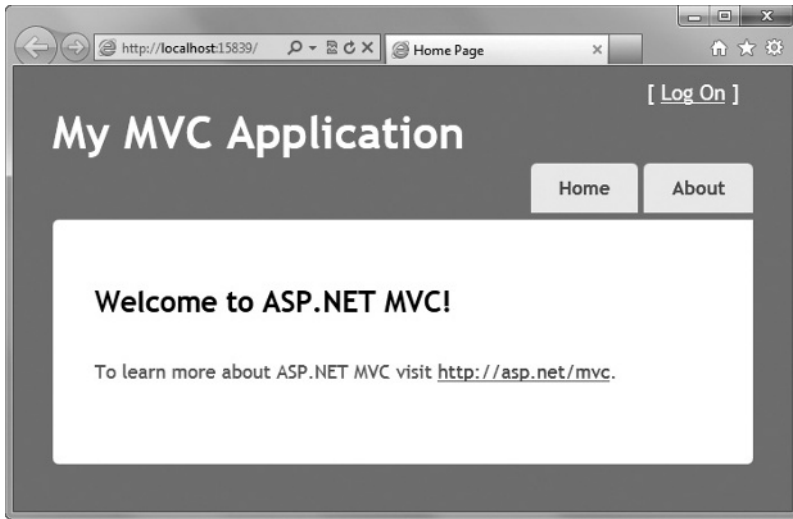 http://localhost:15839/
Home Page
[ Log On ]
My MVC Application
Home
About
Welcome to ASP.NET MVC!
To learn more about ASP.NET MVC visit http://asp.net/mvc.